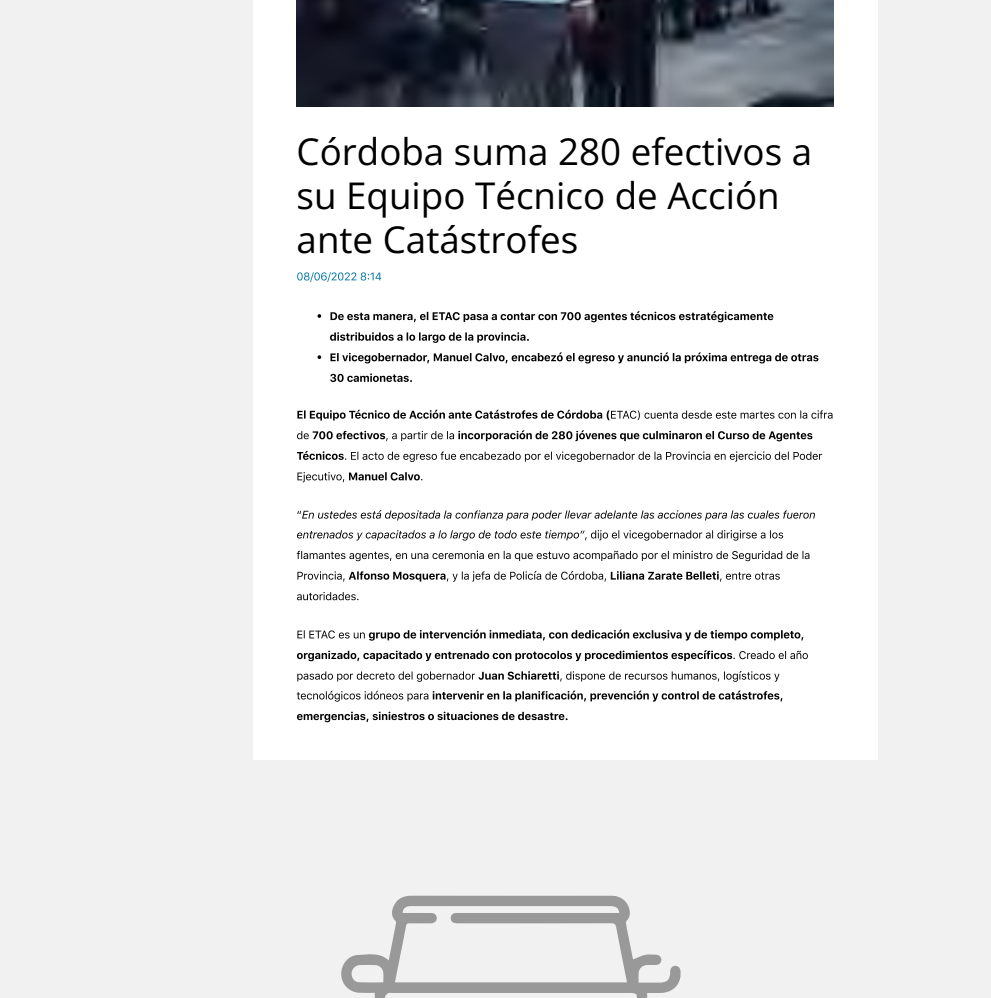 Córdoba suma 280 efectivos a
su Equipo Técnico de Acción
ante Catástrofes
08/06/2022 8:14
• De esta manera, el ETAC pasa a contar con 700 agentes técnicos estratégicamente
distribuidos a lo largo de la provincia.
• El vicegobernador, Manuel Calvo, encabezó el egreso y anunció la próxima entrega de otras
30 camionetas.
El Equipo Técnico de Acción ante Catástrofes de Córdoba (ETAC) cuenta desde este martes con la cifra
de 700 efectivos, a partir de la incorporación de 280 jóvenes que culminaron el Curso de Agentes
Técnicos. El acto de egreso fue encabezado por el vicegobernador de la Provincia en ejercicio del Poder
Ejecutivo, Manuel Calvo.
“En ustedes está depositada la confianza para poder llevar adelante las acciones para las cuales fueron
entrenados y capacitados a lo largo de todo este tiempo”, dijo el vicegobernador al dirigirse a los
flamantes agentes, en una ceremonia en la que estuvo acompañado por el ministro de Seguridad de la
Provincia, Alfonso Mosquera, y la jefa de Policía de Córdoba, Liliana Zarate Belleti, entre otras
autoridades.
El ETAC es un grupo de intervención inmediata, con dedicación exclusiva y de tiempo completo,
organizado, capacitado y entrenado con protocolos y procedimientos específicos. Creado el año
pasado por decreto del gobernador Juan Schiaretti, dispone de recursos humanos, logísticos y
tecnológicos idóneos para intervenir en la planificación, prevención y control de catástrofes,
emergencias, siniestros o situaciones de desastre.